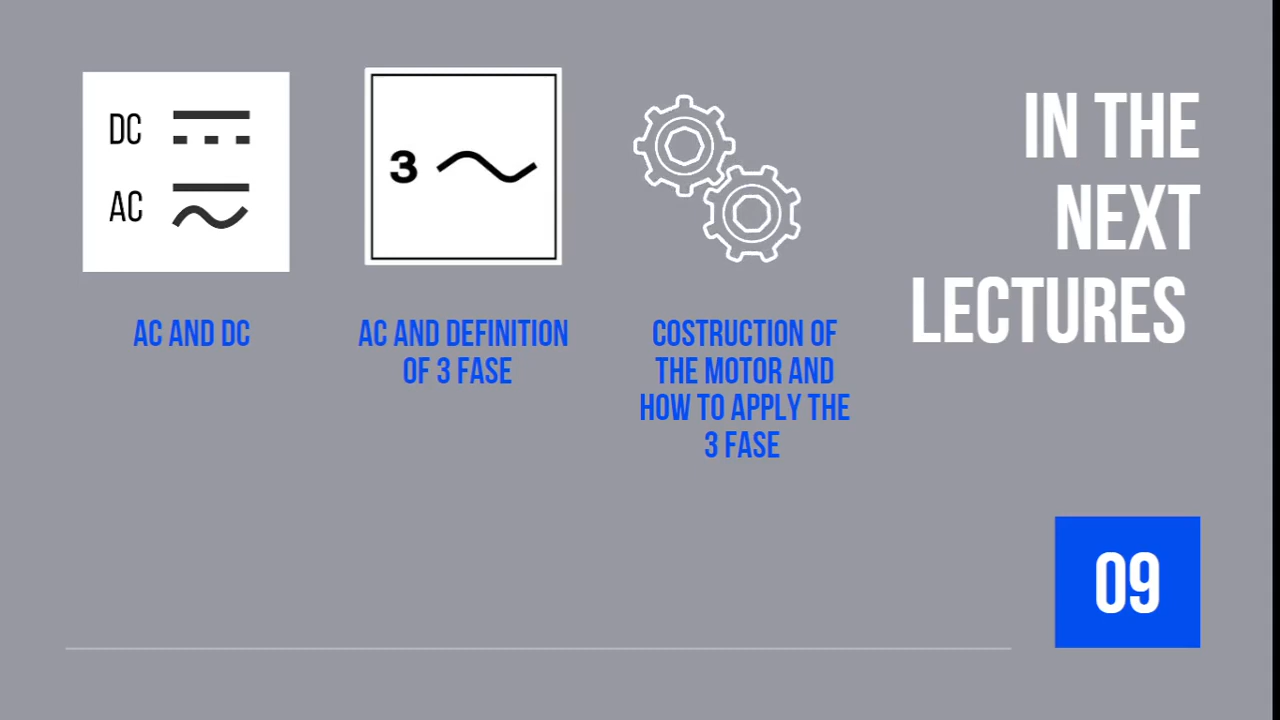 DC
AC
3
AC AND DC
AC AND DEFINITION
OF 3 FASE
COSTRUCTION OF
THE MOTOR AND
HOW TO APPLY THE
3 FASE
IN THE
NEXT
LECTURES
09